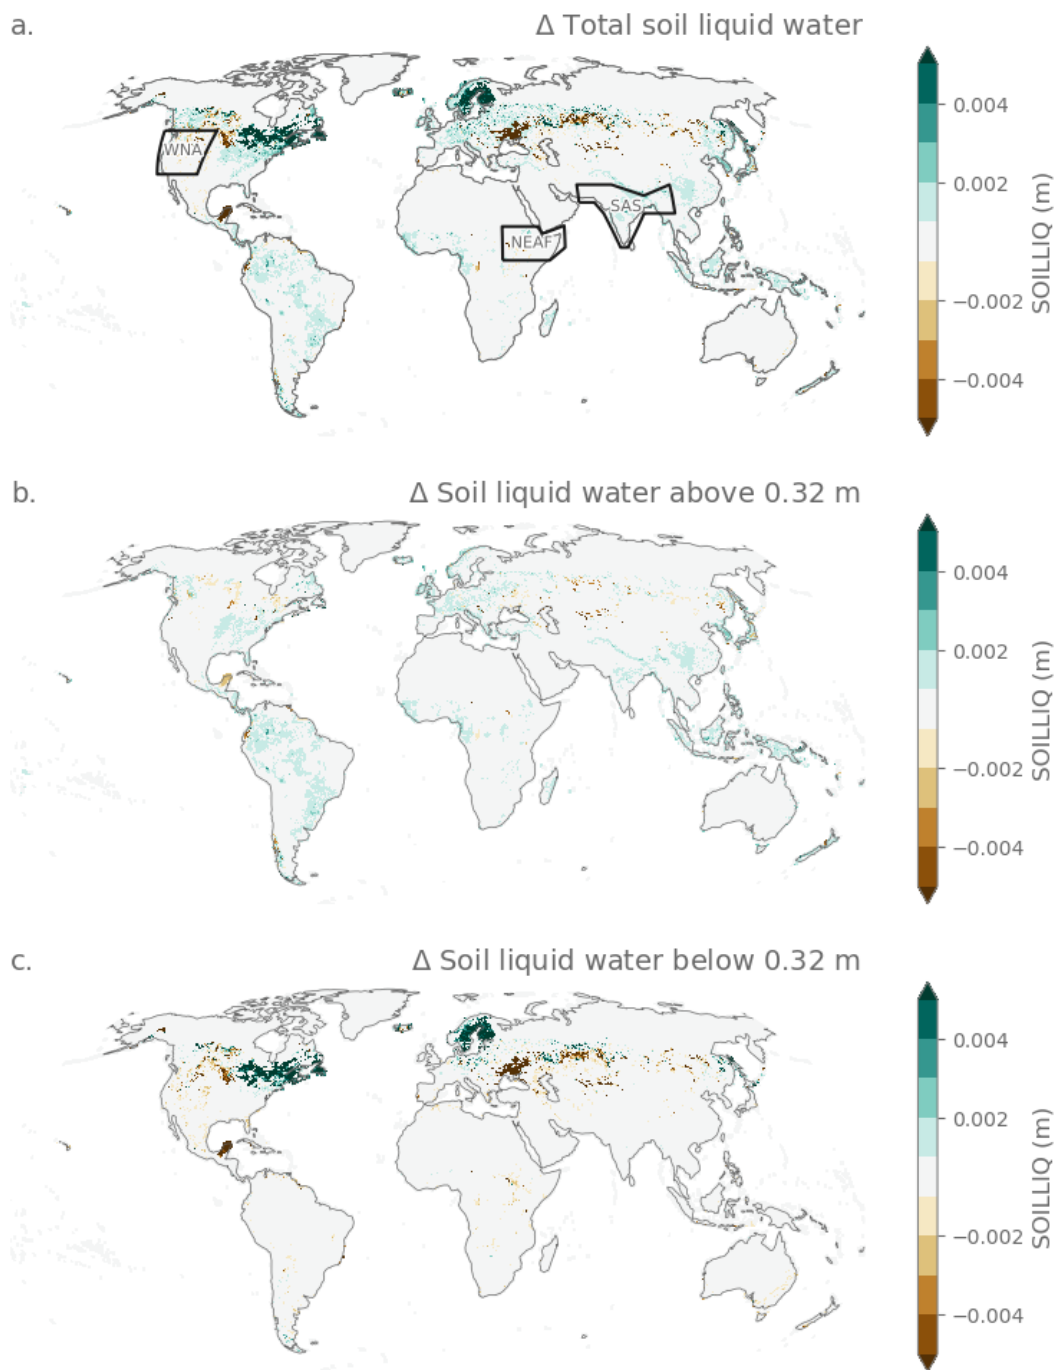 a.
Δ Total soil liquid water
WNA
SAS
NEAF
0.004
0.002
−0.002
−0.004
SOILLIQ (m)
b.
Δ Soil liquid water above 0.32 m
0.004
0.002
−0.002
−0.004
SOILLIQ (m)
c.
Δ Soil liquid water below 0.32 m
0.004
0.002
−0.002
−0.004
SOILLIQ (m)